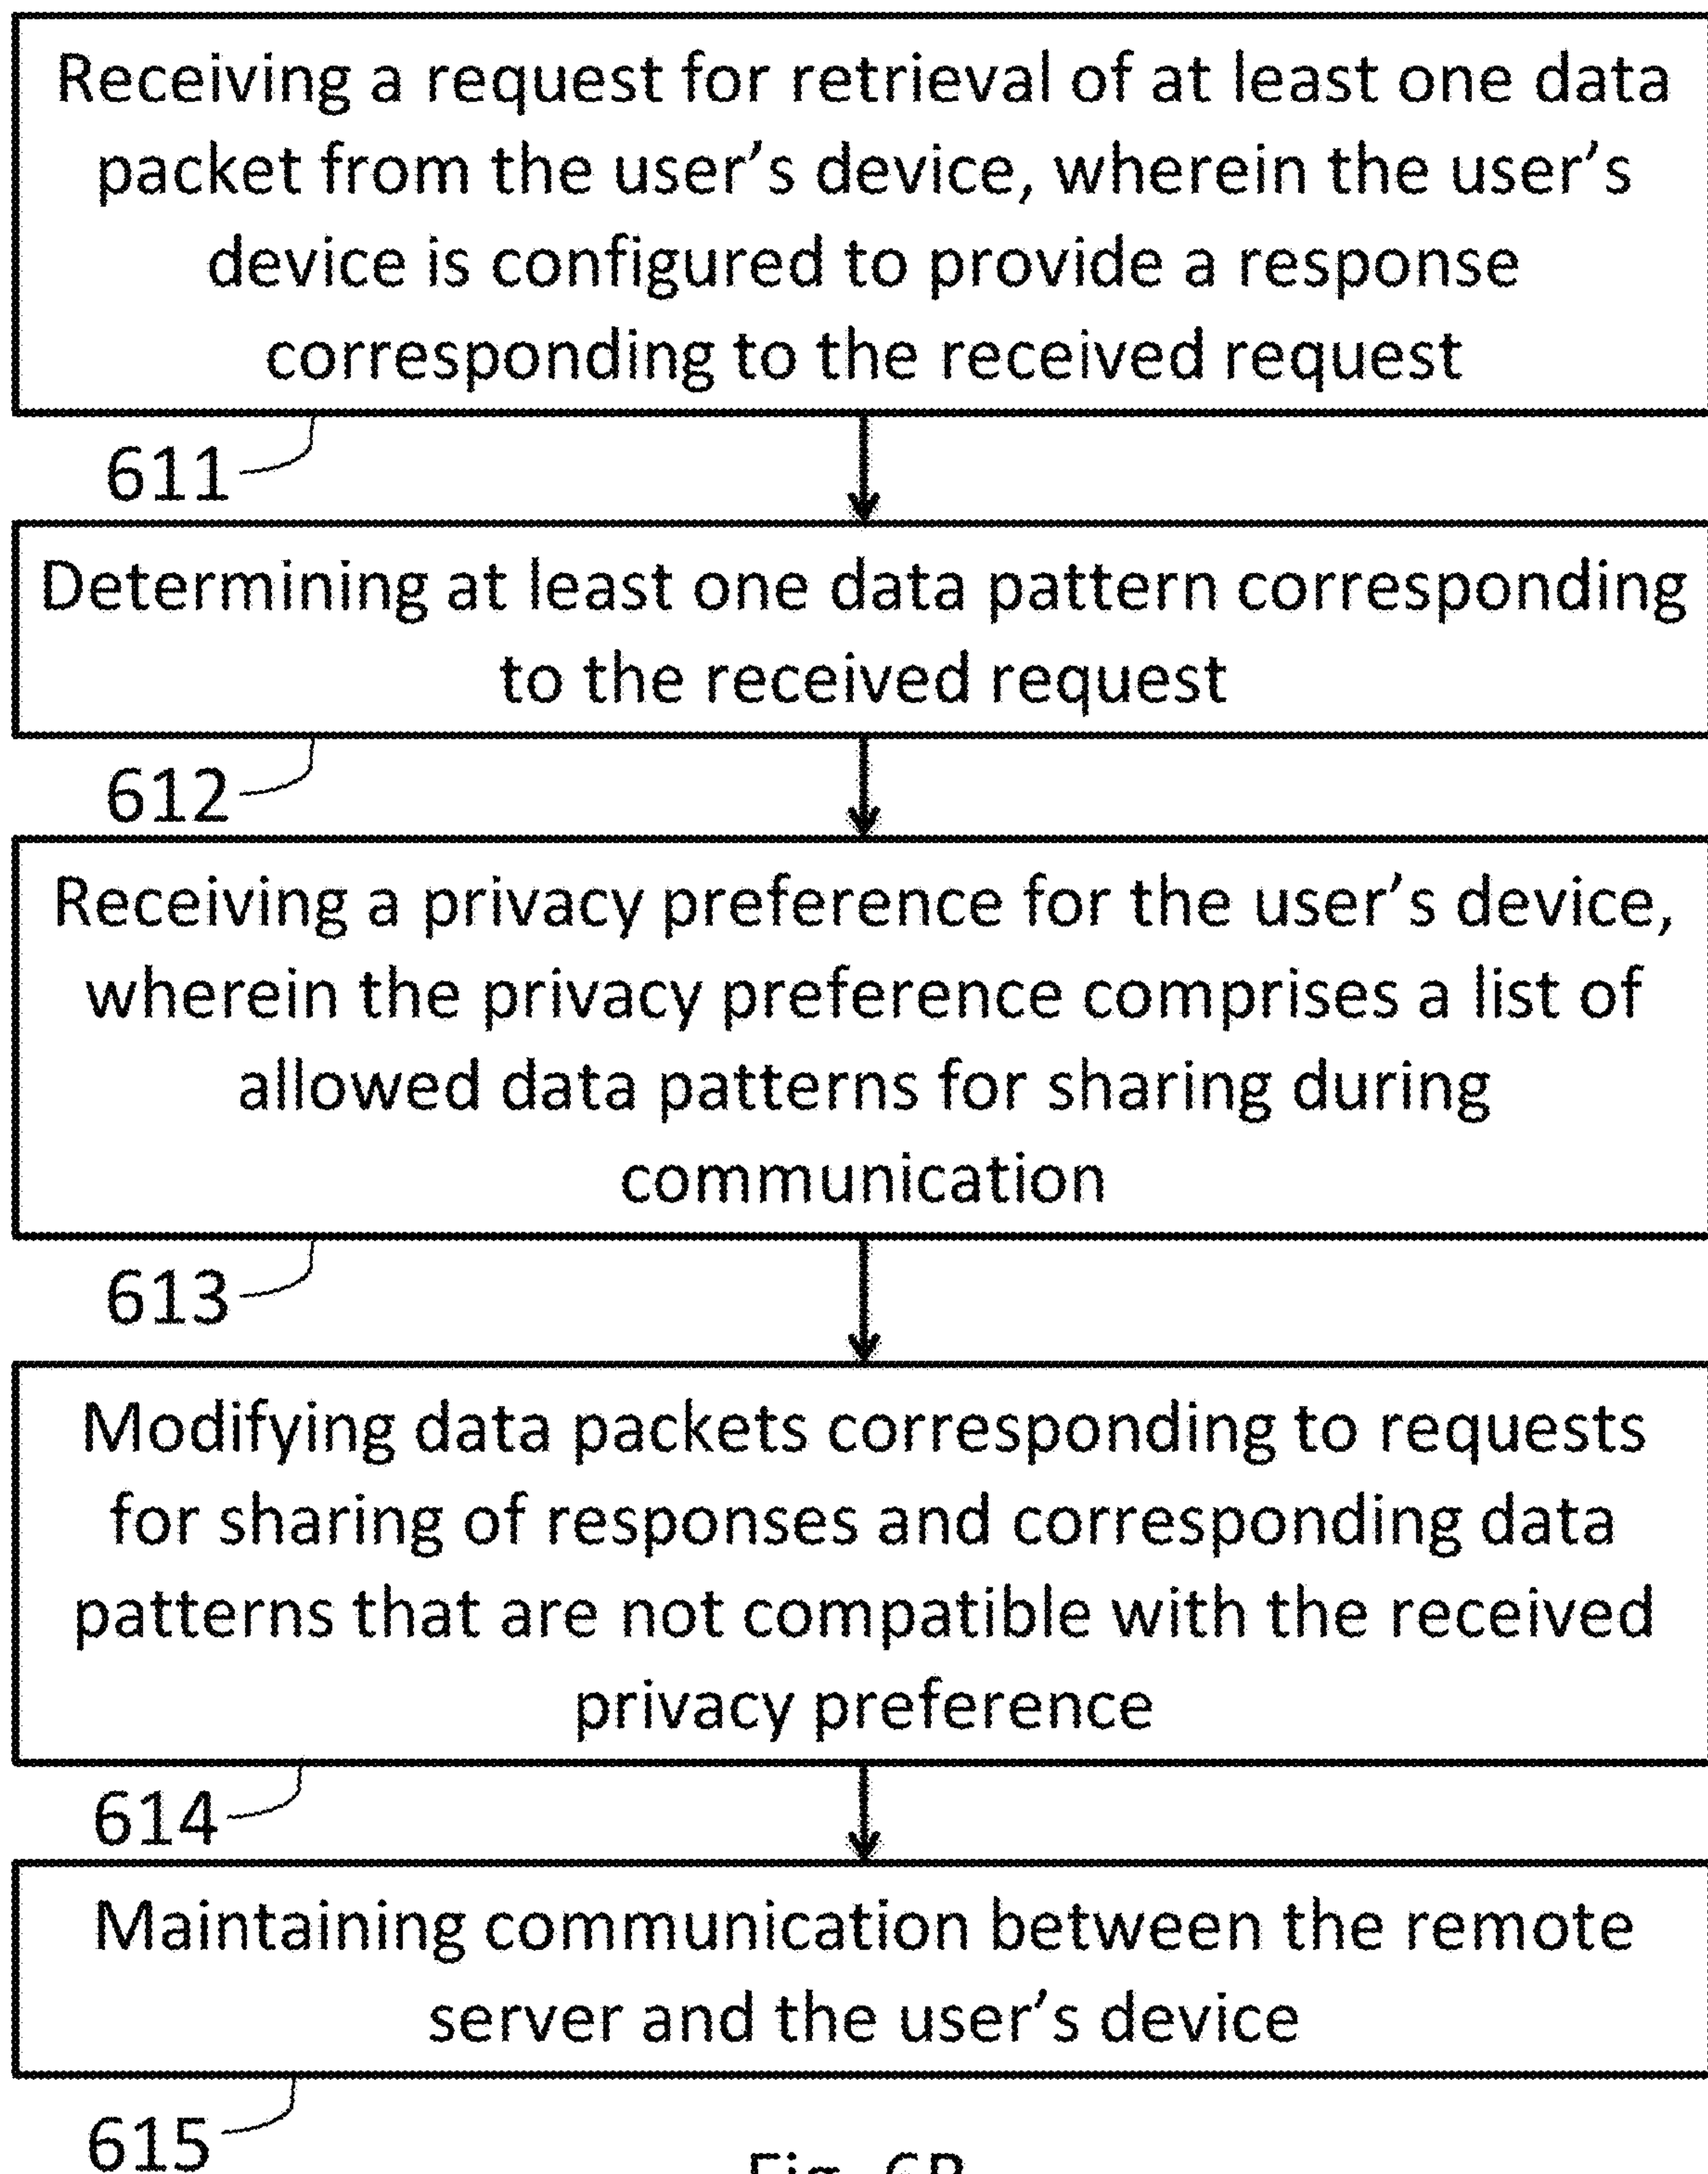 Receiving a request for retrieval of at least one data
packet from the user's device, wherein the user's
device is configured to provide a response
corresponding to the received request
611
Determining at least one data pattern corresponding
to the received request
612
Receiving a privacy preference for the user's device,
wherein the privacy preference comprises a list of
allowed data patterns for sharing during
communication
613
Modifying data packets corresponding to requests
for sharing of responses and corresponding data
patterns that are not compatible with the received
privacy preference
614
Maintaining communication between the remote
server and the user's device
615
Fig. 6B